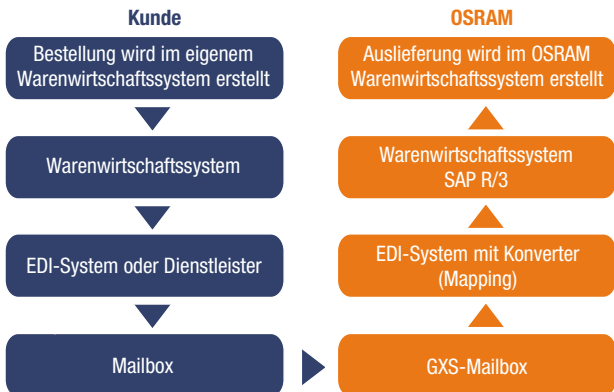 Kunde
Bestellung wird im eigenem
Warenwirtschaftssystem erstellt
Warenwirtschaftssystem
EDI-System oder Dienstleister
Mailbox
OSRAM
Auslieferung wird im OSRAM
Warenwirtschaftssystem erstellt
Warenwirtschaftssystem
SAP R/3
EDI-System mit Konverter
(Mapping)
GXS-Mailbox